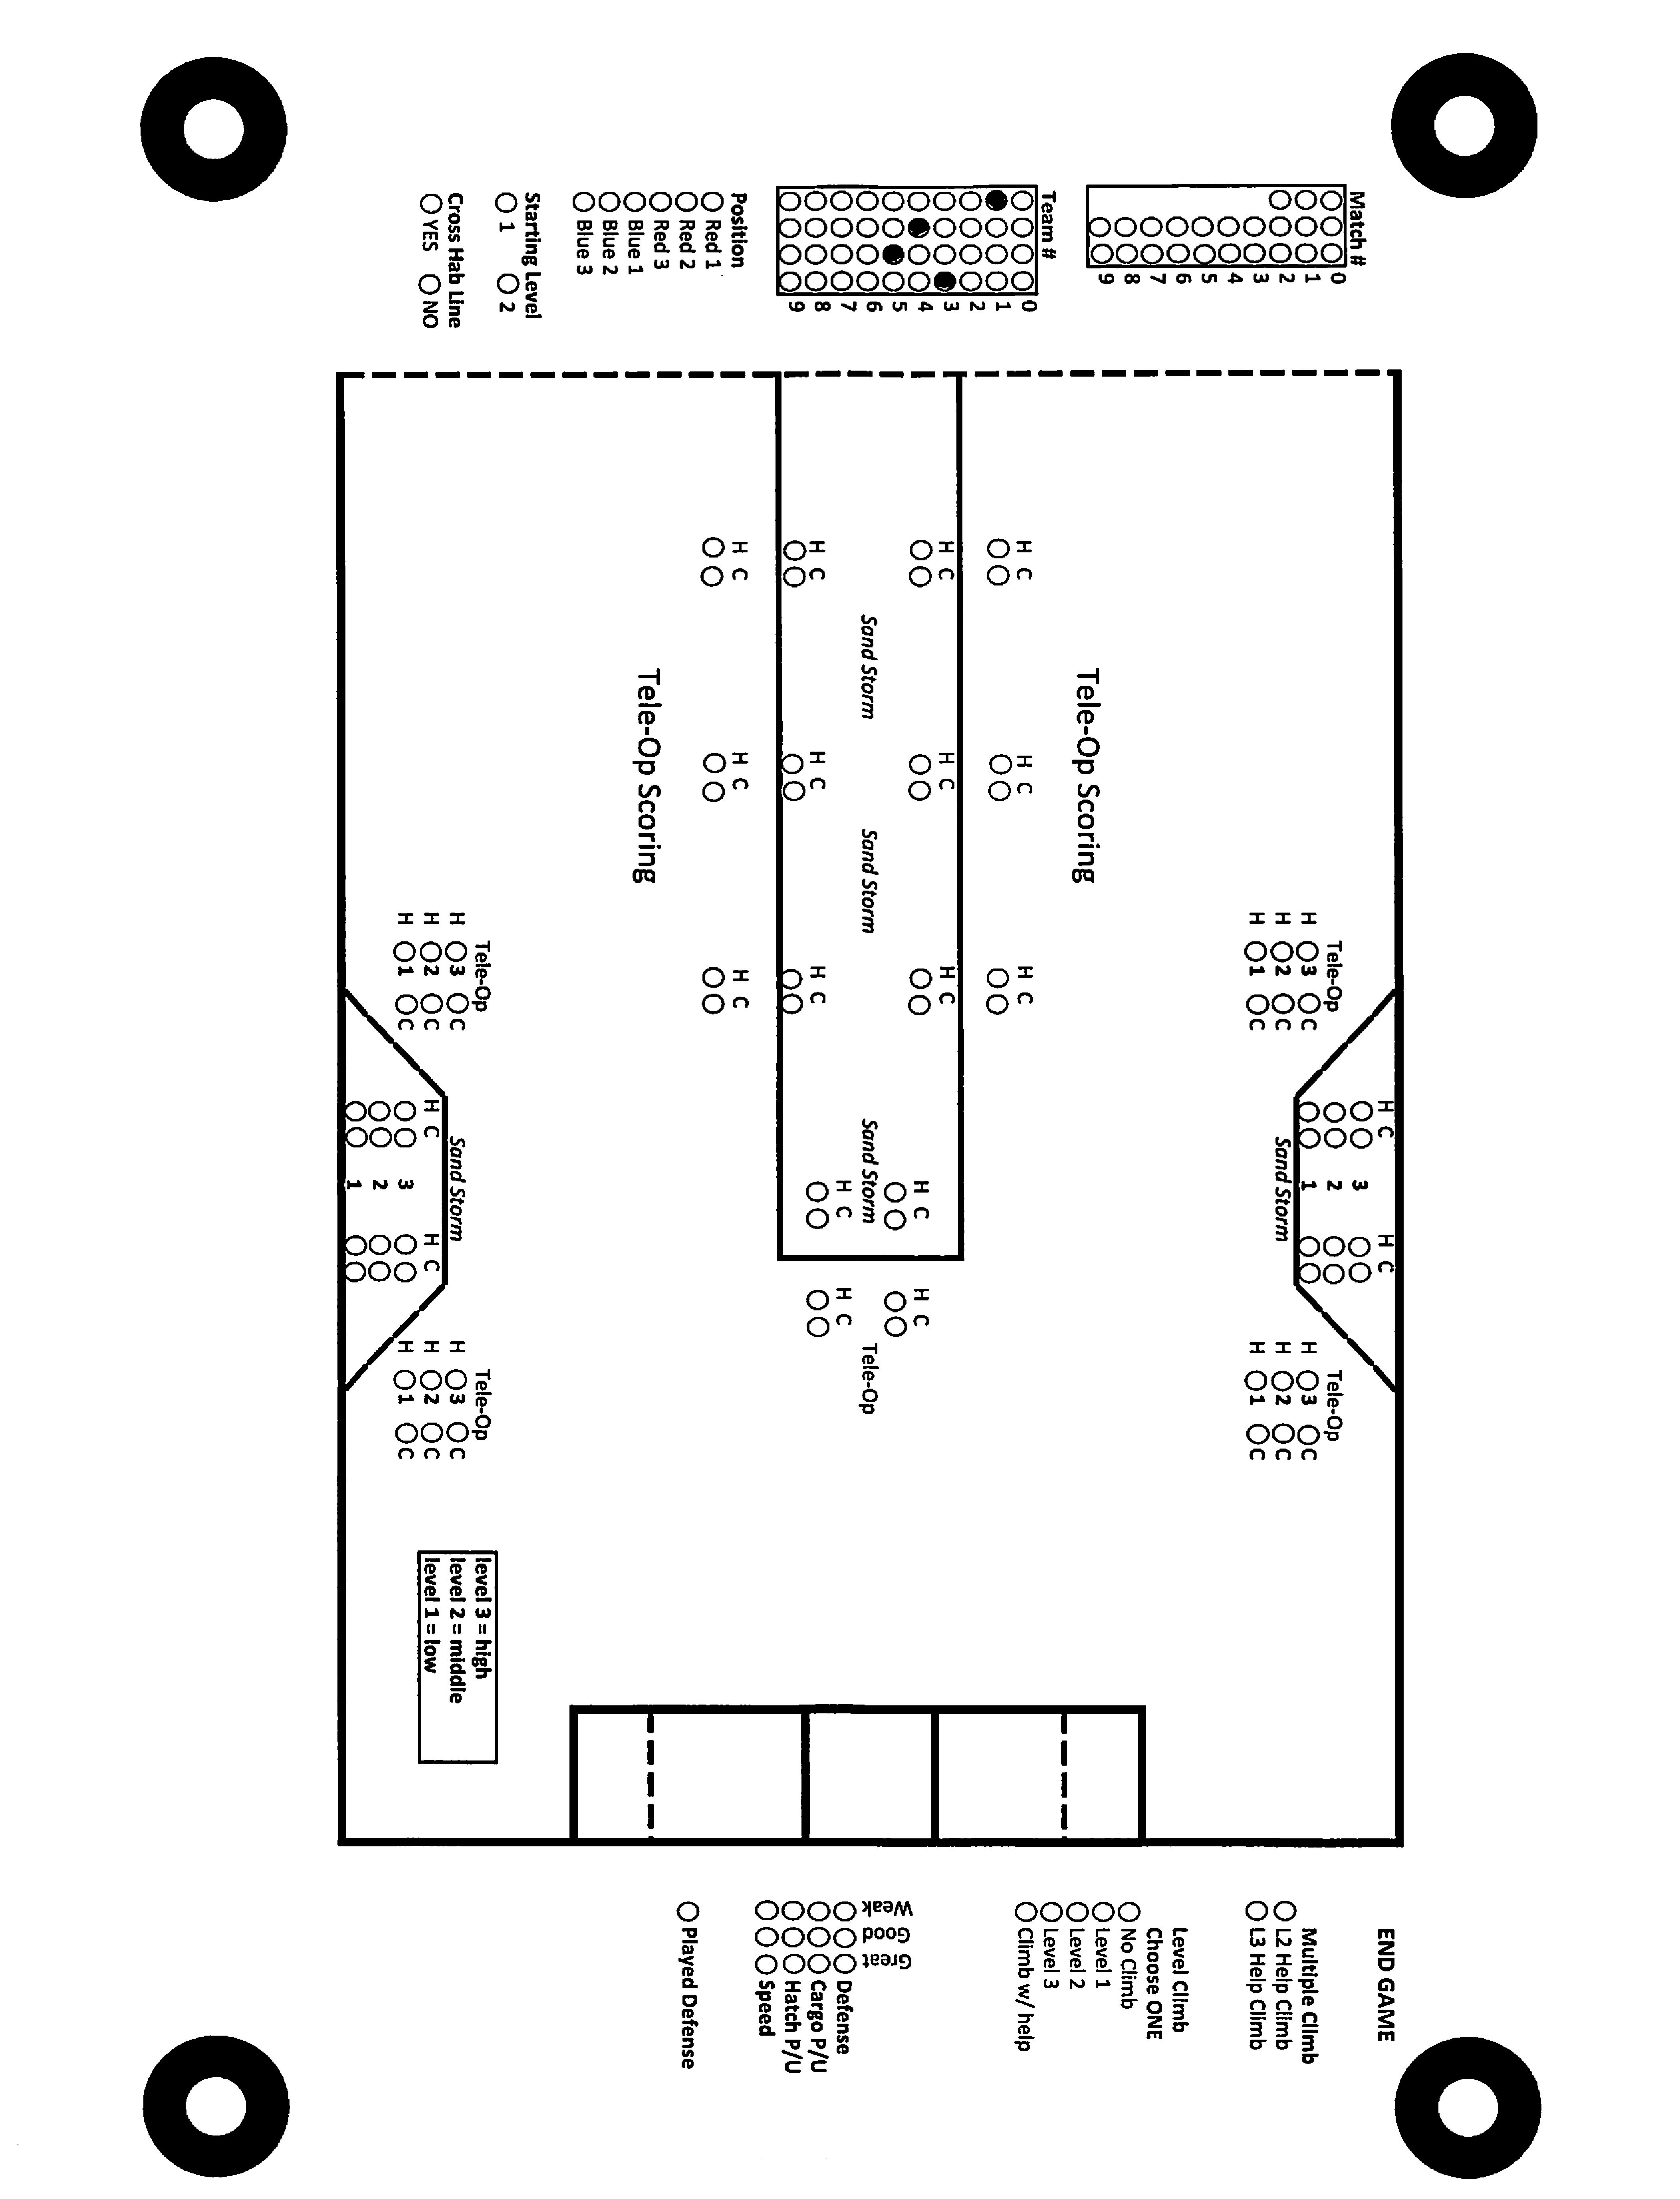 Match #
0
1
2
3
4
5
6
7
8
9
Team #
0
1
2
3
4
5
6
7
8
9
Position
Red 1
Red 2
Red 3
Blue 1
Blue 2
Blue 3
Starting Level
1 2
Cross Hab Line
YES NO
H C
H C
H C
H C
Sand Storm
H C
H C
H C
H C
Sand Storm
H C
H C
H C
H C
Sand Storm
H C
H C
H C
H C
Tele-Op
Tele-Op Scoring
Tele-Op Scoring
Tele-Op
H 3 C
H 2 C
H 1 C
H C H C
3
2
1
Sand Storm
Tele-Op
H 3 C
H 2 C
H 1 C
Tele-Op
H 3 C
H 2 C
H 1 C
Sand Storm
H C H C
3
2
1
Tele-Op
H 3 C
H 2 C
H 1 C
level 3 = high
level 2 = middle
level 1 = low
END GAME
Multiple Climb
L2 Help Climb
L3 Help Climb
Level Climb
Choose ONE
No Climb
Level 1
Level 2
Level 3
Climb w/ help
Weak
Good
Great
Defense
Cargo P/U
Hatch P/U
Speed
Played Defense